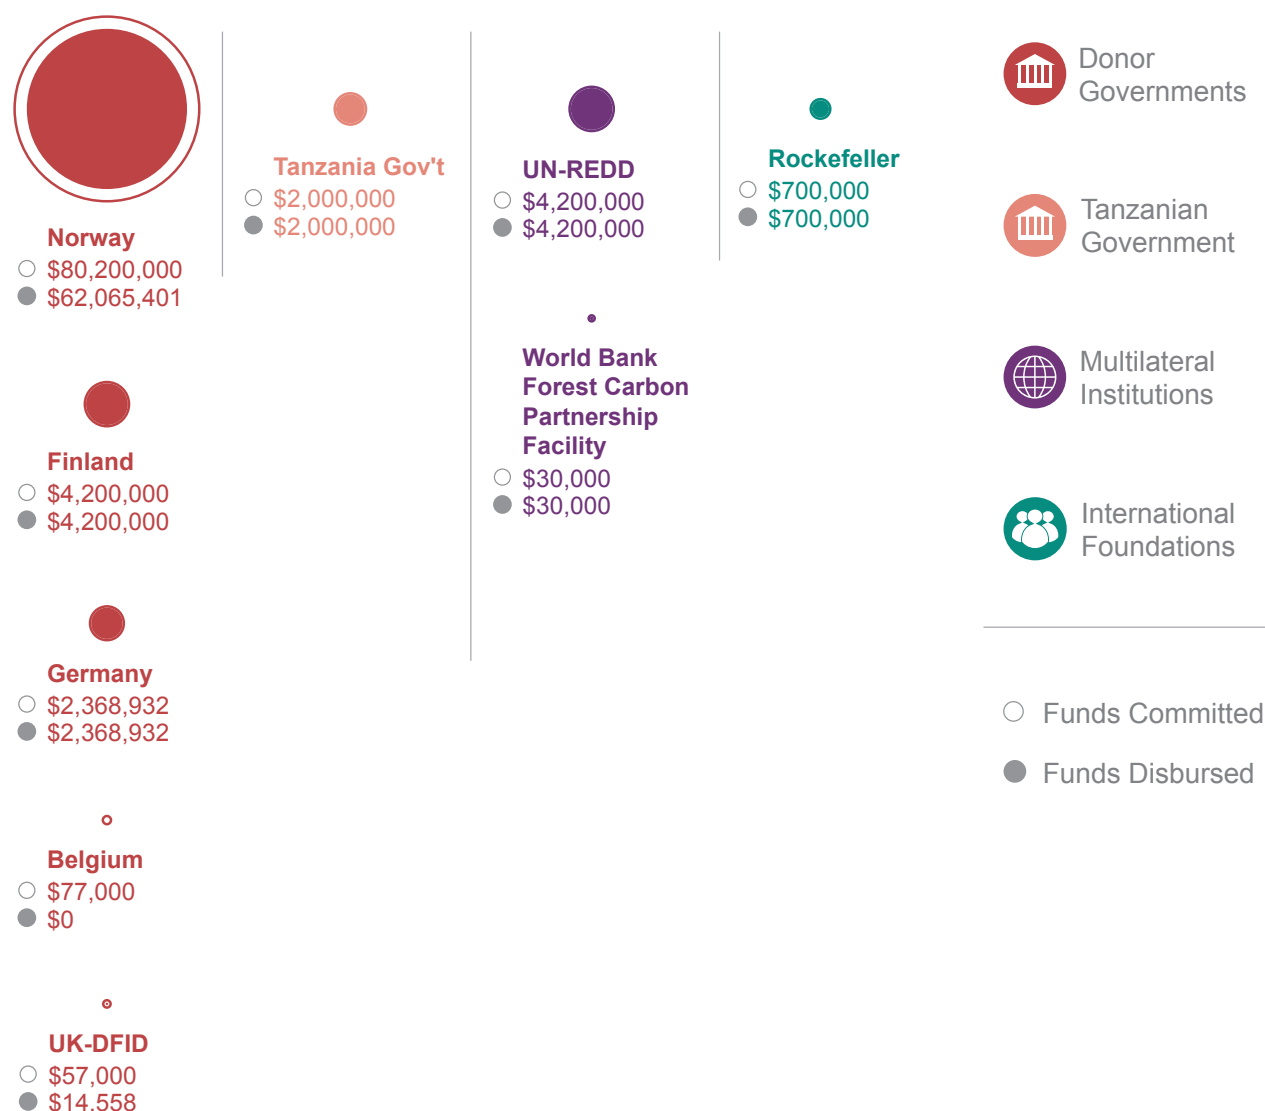 Norway
$80,200,000
$62,065,401
Finland
$4,200,000
$4,200,000
Germany
$2,368,932
$2,368,932
Belgium
$77,000
$0
UK-DFID
$57,000
$14,558
Tanzania Gov't
$2,000,000
$2,000,000
UN-REDD
$4,200,000
$4,200,000
World Bank
Forest Carbon
Partnership
Facility
$30,000
$30,000
Rockefeller
$700,000
$700,000
Donor
Governments
Tanzanian
Government
Multilateral
Institutions
International
Foundations
Funds Committed
Funds Disbursed